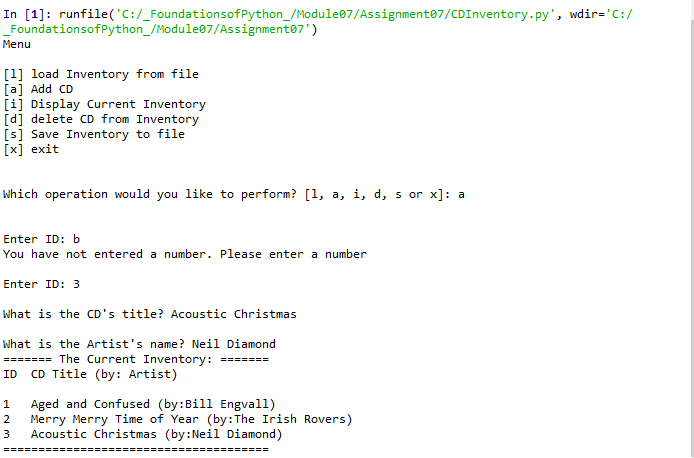 In [1]: runfile('C:/_FoundationsofPython_/Module07/Assignment07/CDInventory.py', wdir='C:/
_FoundationsofPython_/Module07/Assignment07')
Menu
[l] load Inventory from file
[a] Add CD
[i] Display Current Inventory
[d] delete CD from Inventory
[s] Save Inventory to file
[x] exit
Which operation would you like to perform? [l, a, i, d, s or x]: a
Enter ID: b
You have not entered a number. Please enter a number
Enter ID: 3
What is the CD's title? Acoustic Christmas
What is the Artist's name? Neil Diamond
======= The Current Inventory: =======
ID  CD Title (by: Artist)
1   Aged and Confused (by:Bill Engvall)
2   Merry Merry Time of Year (by:The Irish Rovers)
3   Acoustic Christmas (by:Neil Diamond)
======================================